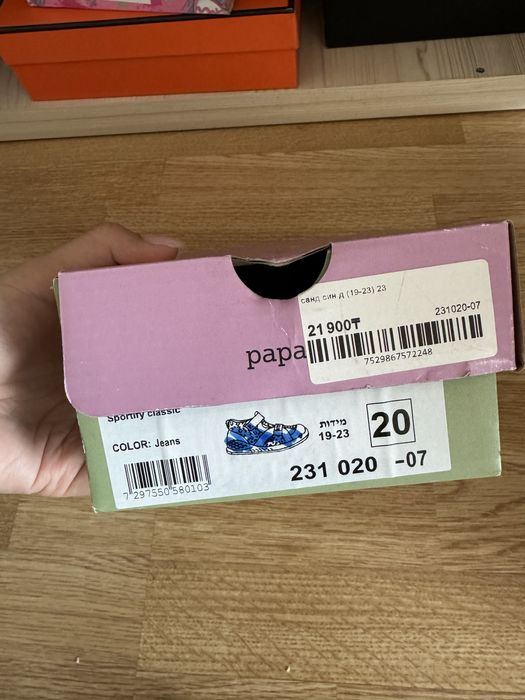 санд син д (19-23) 23
231020-07
21 900₸
papa
7529867572248
Sportify classic
COLOR: Jeans
מידות
19-23
20
231 020 -07
7 297550 580103